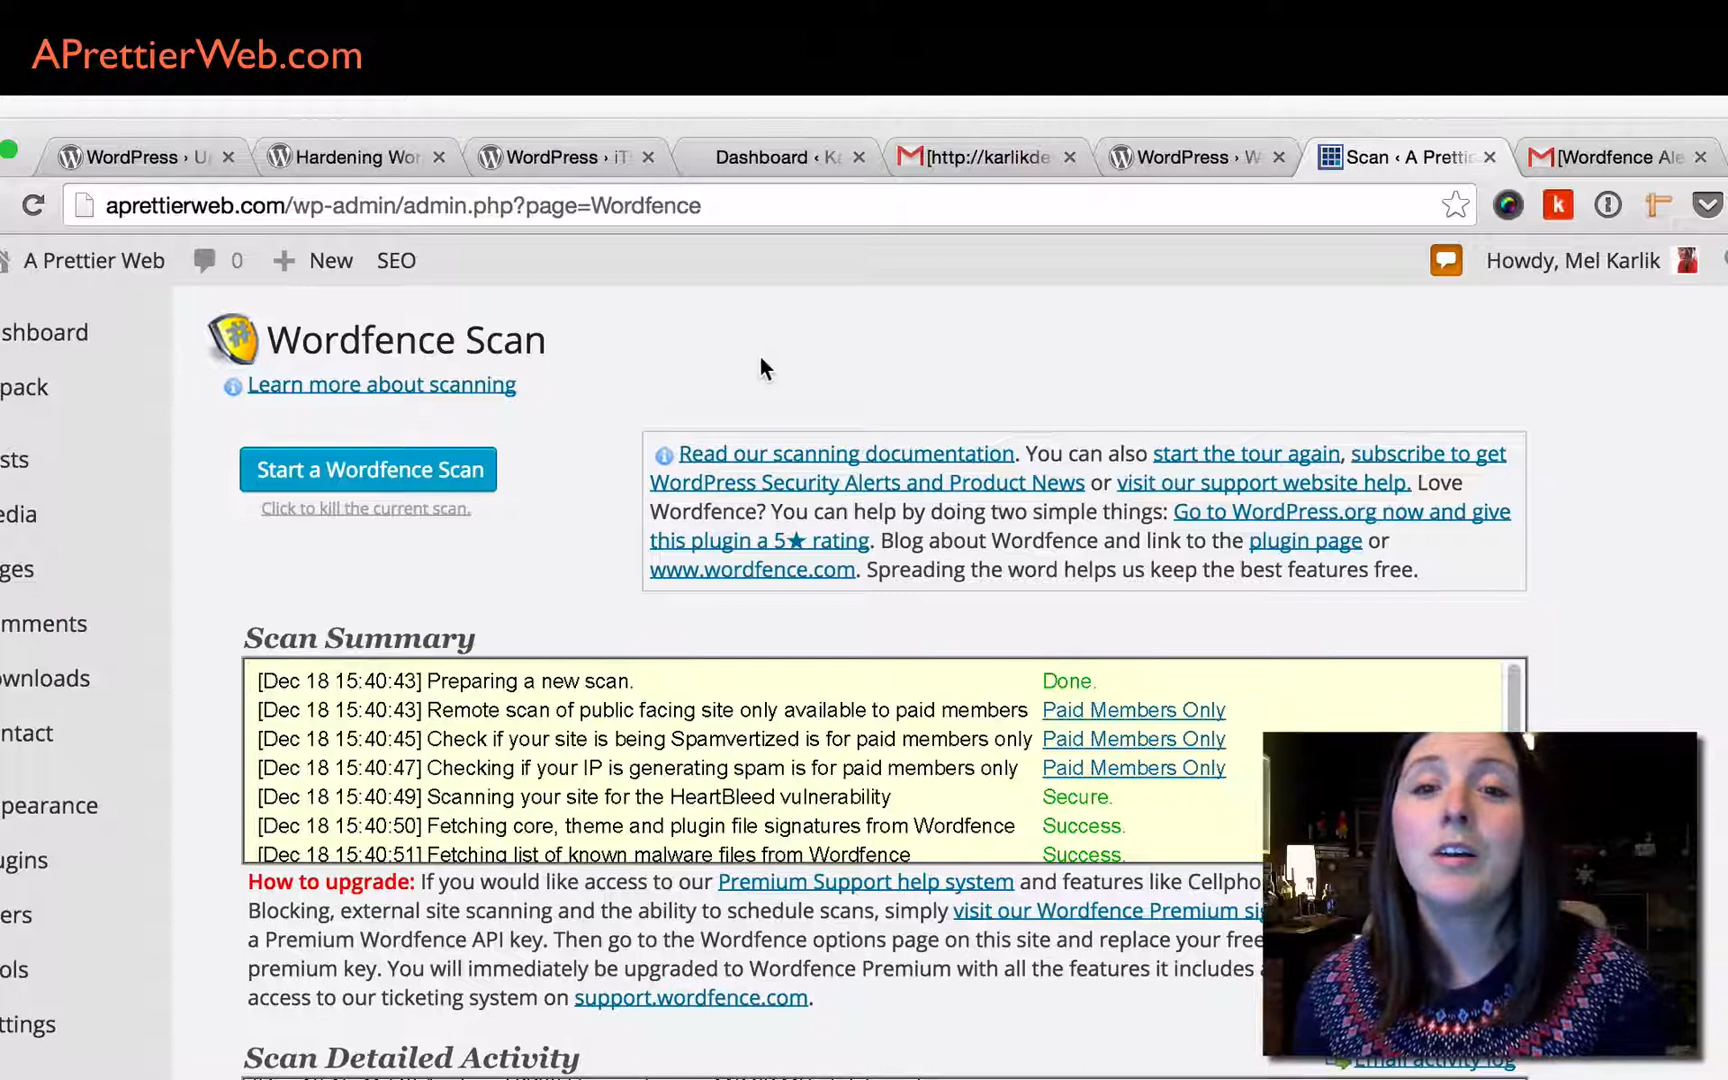 APrettierWeb.com
WordPress › U
Hardening Wor
WordPress › iT
Dashboard ‹ K
[http://karlikde
WordPress › W
Scan ‹ A Pretti
[Wordfence Ale
aprettierweb.com/wp-admin/admin.php?page=Wordfence
k
A Prettier Web
0
New
SEO
Howdy, Mel Karlik
shboard
pack
sts
edia
ges
mments
ownloads
ntact
pearance
ugins
ers
ols
ttings
Wordfence Scan
Learn more about scanning
Start a Wordfence Scan
Click to kill the current scan.
Read our scanning documentation. You can also start the tour again, subscribe to get
WordPress Security Alerts and Product News or visit our support website help. Love
Wordfence? You can help by doing two simple things: Go to WordPress.org now and give
this plugin a 5★ rating. Blog about Wordfence and link to the plugin page or
www.wordfence.com. Spreading the word helps us keep the best features free.
Scan Summary
[Dec 18 15:40:43] Preparing a new scan. Done.
[Dec 18 15:40:43] Remote scan of public facing site only available to paid members Paid Members Only
[Dec 18 15:40:45] Check if your site is being Spamvertized is for paid members only Paid Members Only
[Dec 18 15:40:47] Checking if your IP is generating spam is for paid members only Paid Members Only
[Dec 18 15:40:49] Scanning your site for the HeartBleed vulnerability Secure.
[Dec 18 15:40:50] Fetching core, theme and plugin file signatures from Wordfence Success.
[Dec 18 15:40:51] Fetching list of known malware files from Wordfence Success.
How to upgrade: If you would like access to our Premium Support help system and features like Cellpho
Blocking, external site scanning and the ability to schedule scans, simply visit our Wordfence Premium si
a Premium Wordfence API key. Then go to the Wordfence options page on this site and replace your free
premium key. You will immediately be upgraded to Wordfence Premium with all the features it includes a
access to our ticketing system on support.wordfence.com.
Scan Detailed Activity
Email activity log